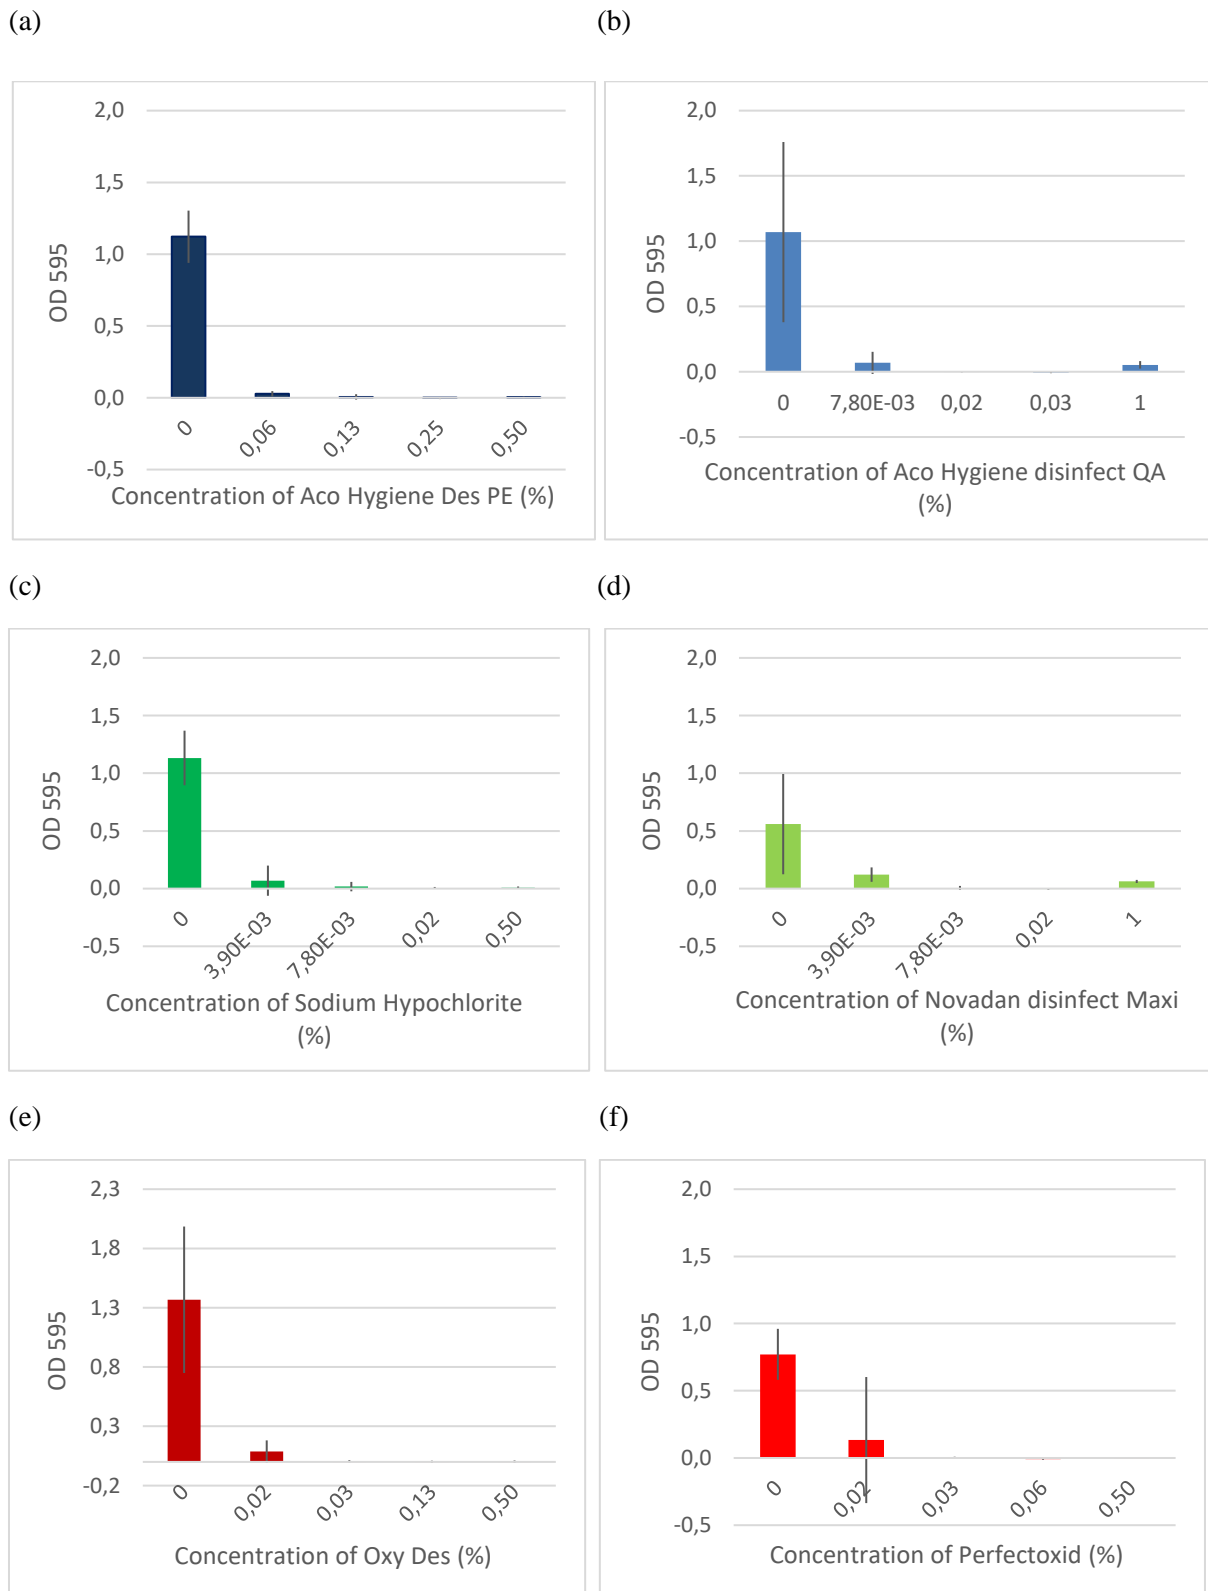 (a)
(b)
2,0
1,5
1,0
0,5
0,0
-0,5
OD 595
0
0,06
0,13
0,25
0,50
Concentration of Aco Hygiene Des PE (%)
2,0
1,5
1,0
0,5
0,0
-0,5
OD 595
0
7,80E-03
0,02
0,03
1
Concentration of Aco Hygiene disinfect QA
(%)
(c)
(d)
2,0
1,5
1,0
0,5
0,0
-0,5
OD 595
0
3,90E-03
7,80E-03
0,02
0,50
Concentration of Sodium Hypochlorite
(%)
2,0
1,5
1,0
0,5
0,0
-0,5
OD 595
0
3,90E-03
7,80E-03
0,02
1
Concentration of Novadan disinfect Maxi
(%)
(e)
(f)
2,3
1,8
1,3
0,8
0,3
-0,2
OD 595
0
0,02
0,03
0,13
0,50
Concentration of Oxy Des (%)
2,0
1,5
1,0
0,5
0,0
-0,5
OD 595
0
0,02
0,03
0,06
0,50
Concentration of Perfectoxid (%)